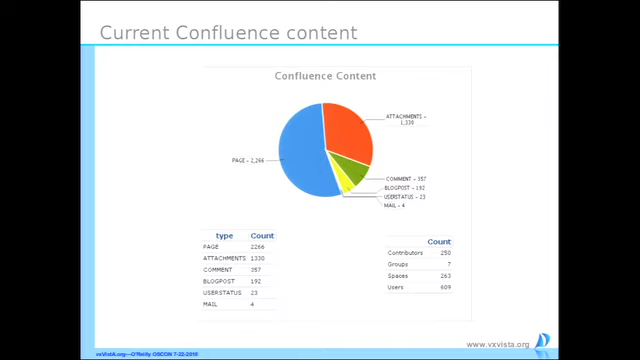 Current Confluence content
Confluence Content
ATTACHMENTS - 1,330
PAGE - 2,266
COMMENT - 357
BLOGPOST - 192
USERSTATUS - 23
MAIL - 4
type Count
PAGE 2266
ATTACHMENTS 1330
COMMENT 357
BLOGPOST 192
USERSTATUS 23
MAIL 4
Count
Contributors 250
Groups 7
Spaces 263
Users 609
www.vxvista.org
vxVistA.org—O'Reilly OSCON 7-22-2010